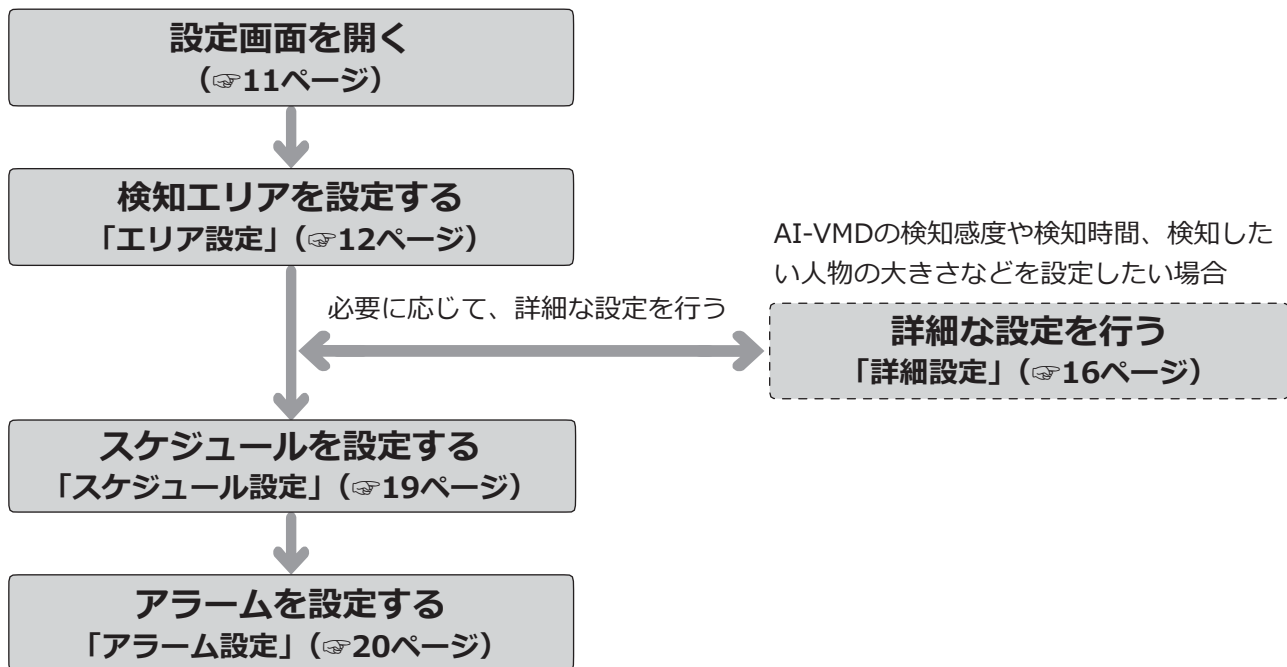 設定画面を開く
(☞11ページ)
検知エリアを設定する
「エリア設定」(☞12ページ)
必要に応じて、詳細な設定を行う
AI-VMDの検知感度や検知時間、検知した
い人物の大きさなどを設定したい場合
詳細な設定を行う
「詳細設定」(☞16ページ)
スケジュールを設定する
「スケジュール設定」(☞19ページ)
アラームを設定する
「アラーム設定」(☞20ページ)